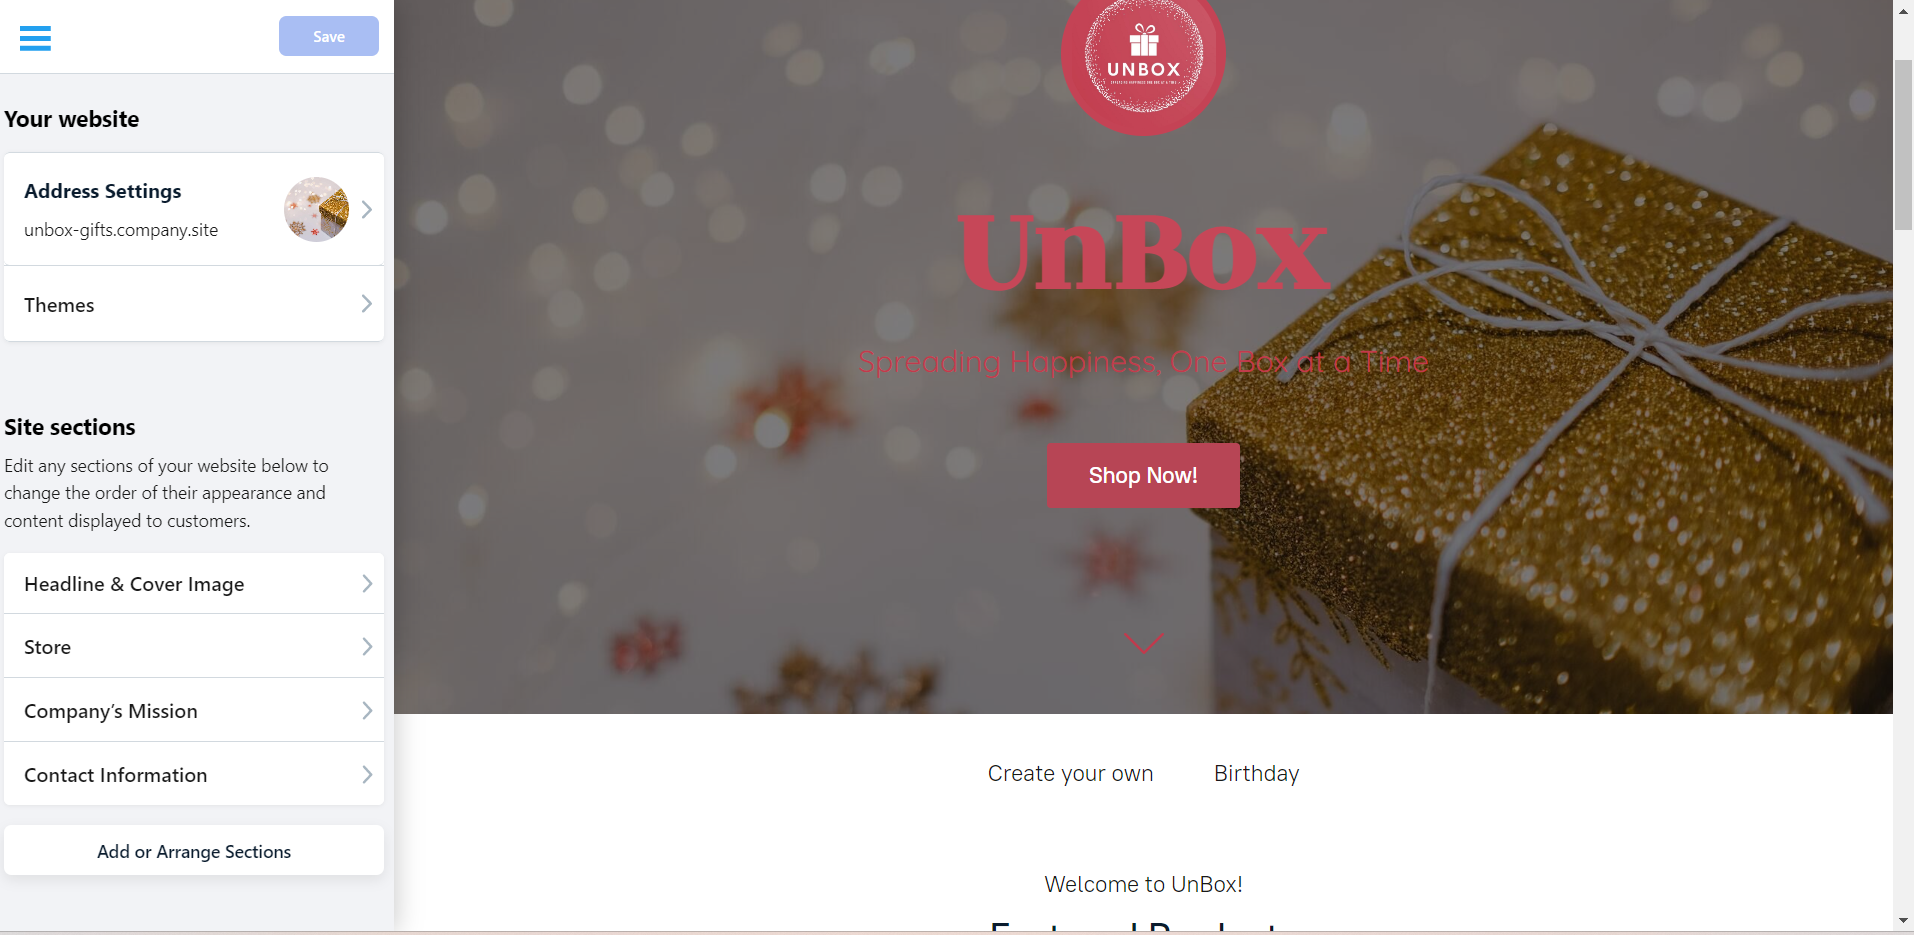 Save
Your website
Address Settings
unbox-gifts.company.site
Themes
Site sections
Edit any sections of your website below to
change the order of their appearance and
content displayed to customers.
Headline & Cover Image
Store
Company's Mission
Contact Information
Add or Arrange Sections
UNBOX
UnBox
Spreading Happiness, One Box at a Time
Shop Now!
Create your own Birthday
Welcome to UnBox!